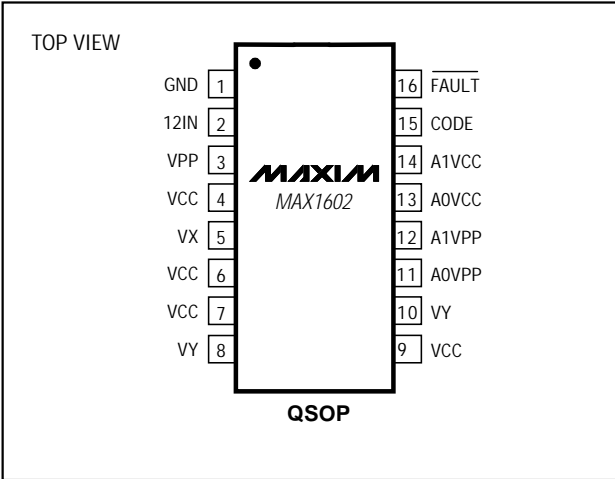 TOP VIEW
GND 1
12IN 2
VPP 3
VCC 4
VX 5
VCC 6
VCC 7
VY 8
MAXIM
MAX1602
16 FAULT
15 CODE
14 A1VCC
13 A0VCC
12 A1VPP
11 A0VPP
10 VY
9 VCC
QSOP